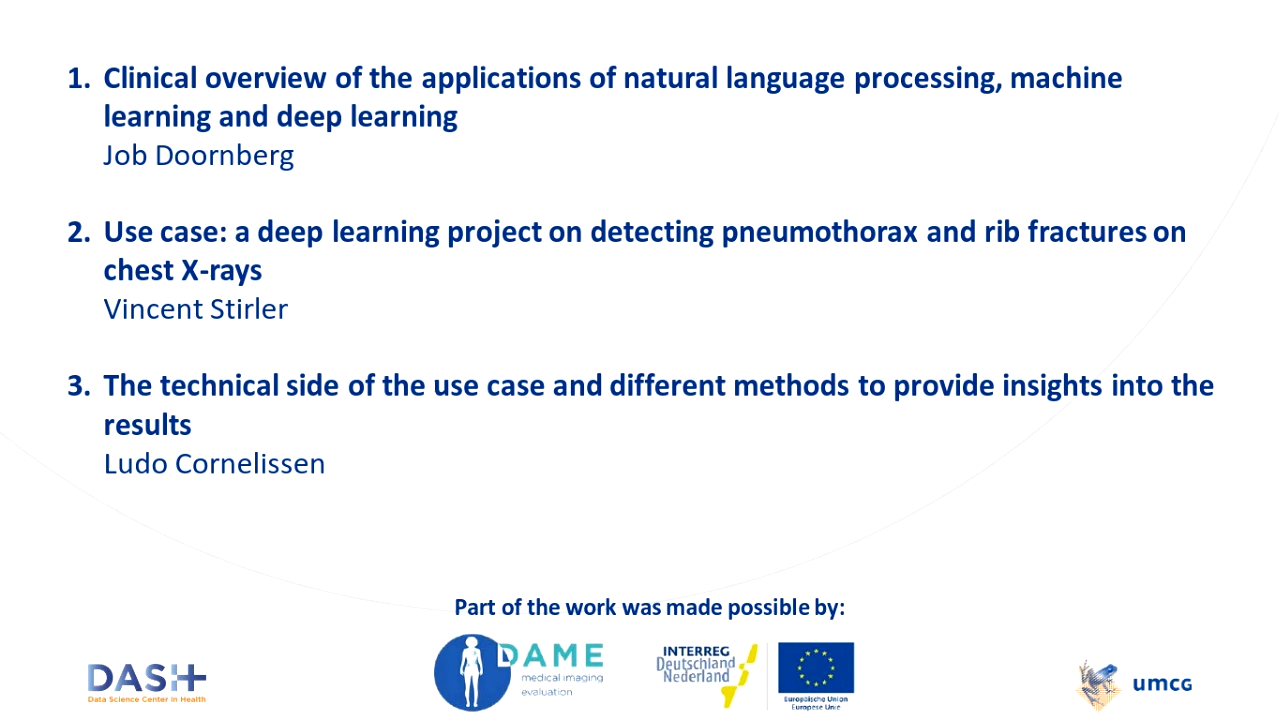 1. Clinical overview of the applications of natural language processing, machine
learning and deep learning
Job Doornberg
2. Use case: a deep learning project on detecting pneumothorax and rib fractures on
chest X-rays
Vincent Stirler
3. The technical side of the use case and different methods to provide insights into the
results
Ludo Cornelissen
Part of the work was made possible by:
DASH
Data Science Center in Health
DAME
medical imaging
evaluation
INTERREG
Deutschland
Nederland
Europäische Union
Europese Unie
umcg